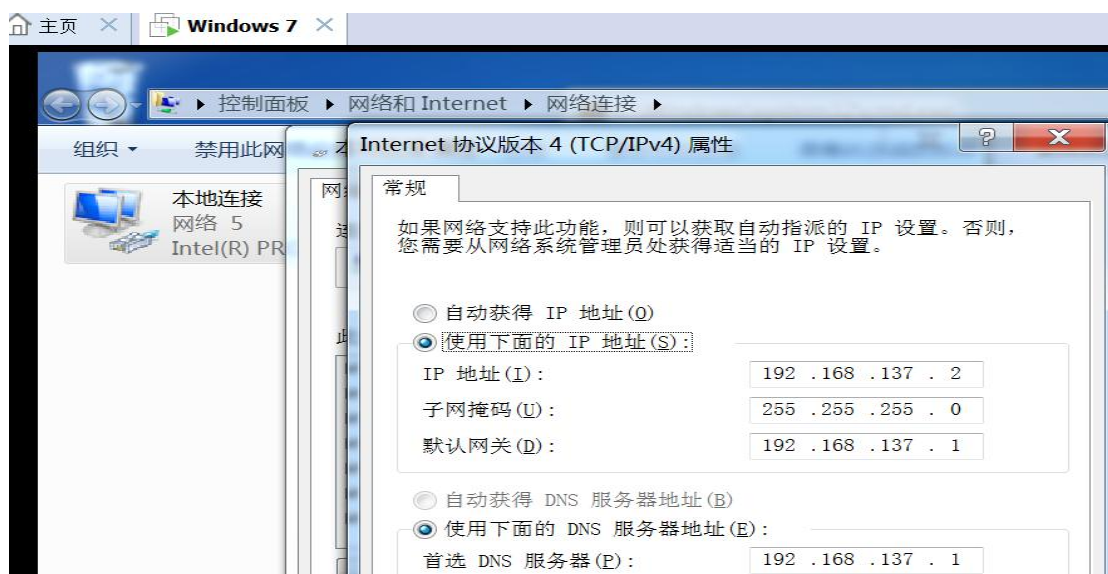 主页
Windows 7
控制面板 网络和 Internet 网络连接
组织 禁用此网
Internet 协议版本 4 (TCP/IPv4) 属性
本地连接
网络 5
Intel(R) PR
常规
如果网络支持此功能，则可以获取自动指派的 IP 设置。否则，
您需要从网络系统管理员处获得适当的 IP 设置。
自动获得 IP 地址(O)
使用下面的 IP 地址(S):
IP 地址(I): 192 .168 .137 . 2
子网掩码(U): 255 .255 .255 . 0
默认网关(D): 192 .168 .137 . 1
自动获得 DNS 服务器地址(B)
使用下面的 DNS 服务器地址(E):
首选 DNS 服务器(P): 192 .168 .137 . 1